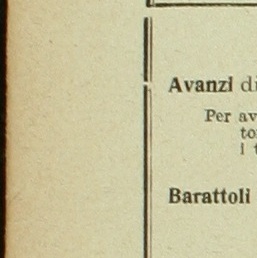 Avanzi di
Per av
to
i t
Barattoli